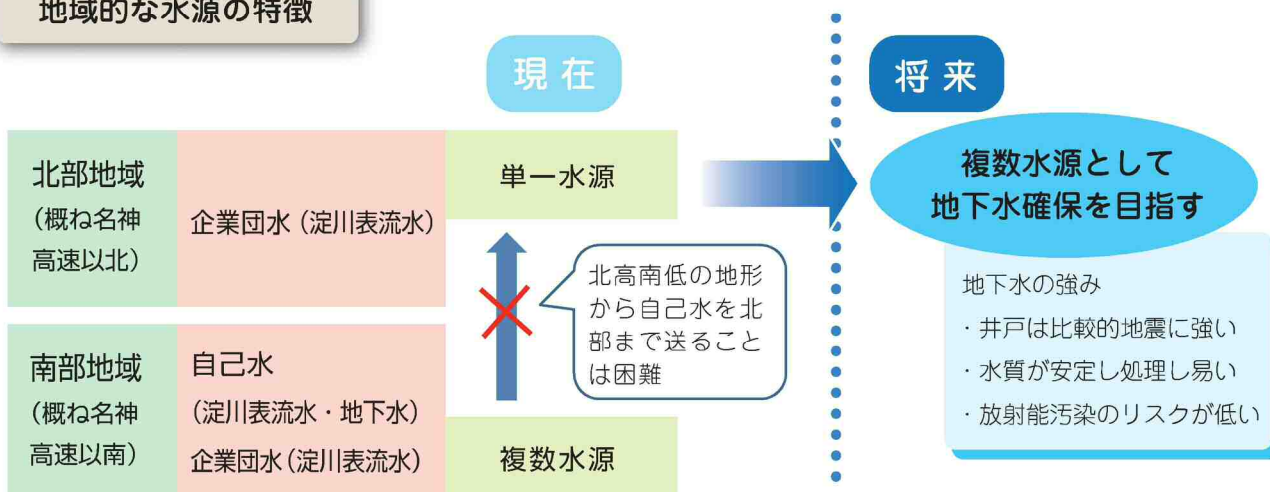 地域的な水源の特徴
現在
将来
北部地域
(概ね名神
高速以北)
企業団水(淀川表流水)
単一水源
複数水源として
地下水確保を目指す
北高南低の地形
から自己水を北
部まで送ること
は困難
地下水の強み
・井戸は比較的地震に強い
・水質が安定し処理し易い
・放射能汚染のリスクが低い
南部地域
(概ね名神
高速以南)
自己水
(淀川表流水・地下水)
企業団水(淀川表流水)
複数水源